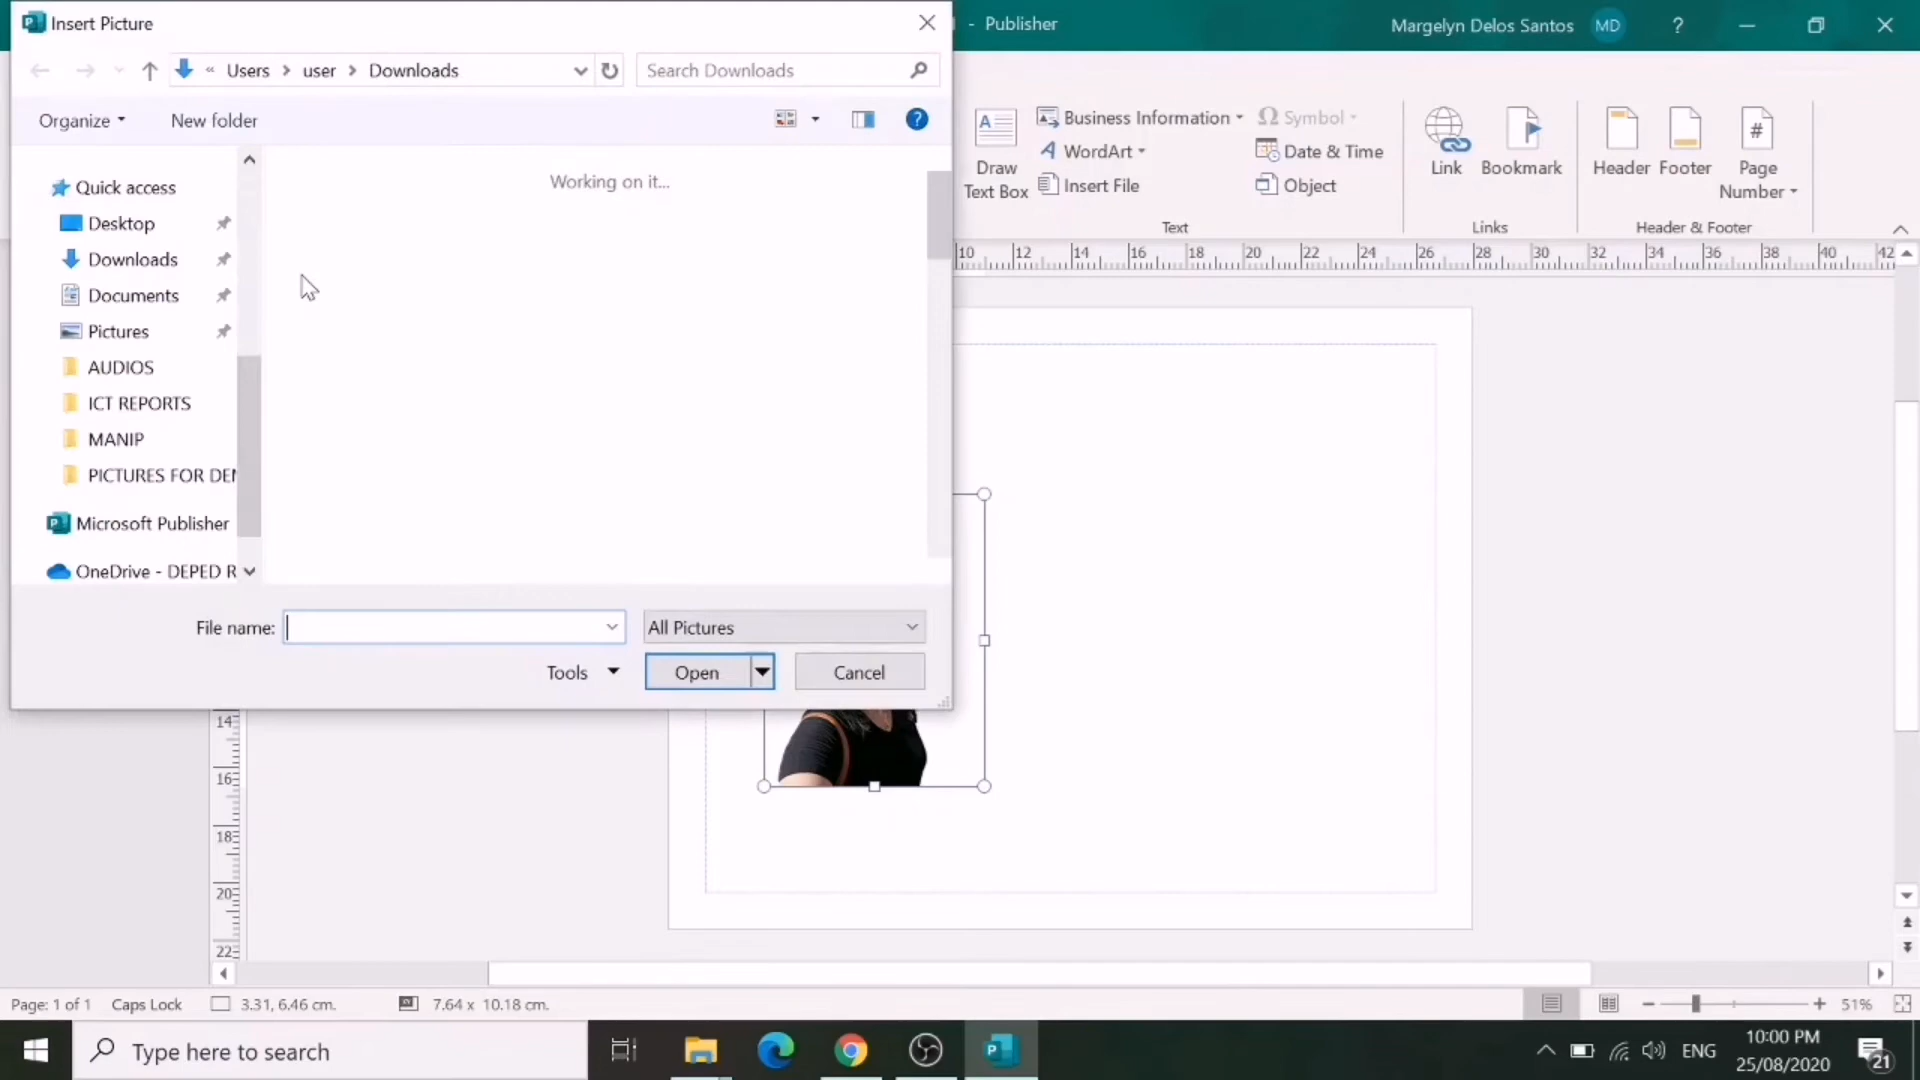 Insert Picture
- Publisher
Margelyn Delos Santos
MD
?
« Users > user > Downloads
Search Downloads
Organize
New folder
?
Quick access
Desktop
Downloads
Documents
Pictures
AUDIOS
ICT REPORTS
MANIP
PICTURES FOR DE
Microsoft Publisher
OneDrive - DEPED R
Working on it...
File name:
All Pictures
Tools
Open
Cancel
A
Draw
Text Box
Business Information
A WordArt
Insert File
Ω Symbol
Date & Time
Object
Text
Link
Bookmark
Links
Header
Footer
#
Page
Number
Header & Footer
10 12 14 16 18 20 22 24 26 28 30 32 34 36 38 40 42
14
16
18
20
22
Page: 1 of 1
Caps Lock
3.31, 6.46 cm.
7.64 x 10.18 cm.
51%
Type here to search
P
ENG
10:00 PM
25/08/2020
21